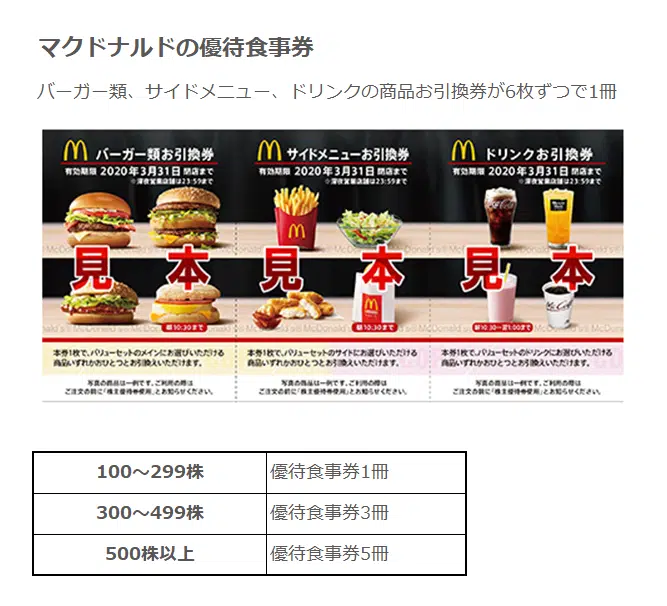 マクドナルドの優待食事券
バーガー類、サイドメニュー、ドリンクの商品お引換券が6枚ずつで1冊
バーガー類お引換券
有効期限 2020年3月31日 閉店まで
※深夜営業店舗は23:59まで
サイドメニューお引換券
有効期限 2020年3月31日 閉店まで
※深夜営業店舗は23:59まで
ドリンクお引換券
有効期限 2020年3月31日 閉店まで
※深夜営業店舗は23:59まで
見本
見本
見本
朝10:30まで
朝10:30まで
朝10:30〜深1:00まで
本券1枚で、バリューセットのメインにお選びいただける
商品いずれかおひとつとお引換えいただけます。
本券1枚で、バリューセットのサイドにお選びいただける
商品いずれかおひとつとお引換えいただけます。
本券1枚で、バリューセットのドリンクにお選びいただける
商品いずれかおひとつとお引換えいただけます。
写真の商品は一例です。ご利用の際は
ご注文の前に「株主優待券使用」とお知らせください。
写真の商品は一例です。ご利用の際は
ご注文の前に「株主優待券使用」とお知らせください。
写真の商品は一例です。ご利用の際は
ご注文の前に「株主優待券使用」とお知らせください。
100〜299株 優待食事券1冊
300〜499株 優待食事券3冊
500株以上 優待食事券5冊